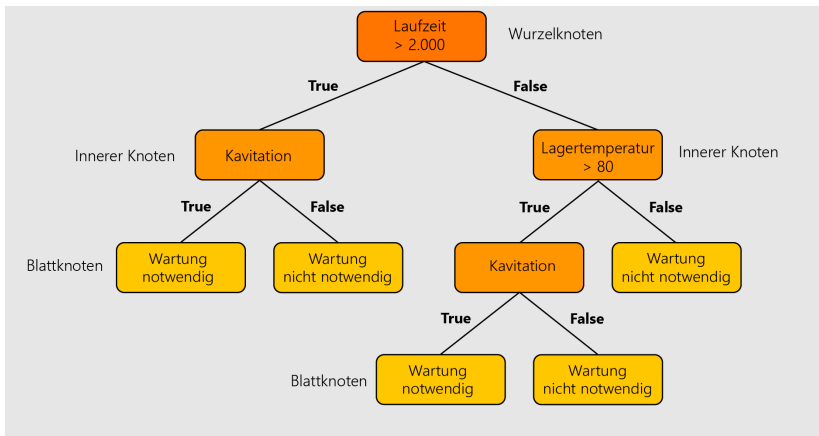 Laufzeit
> 2.000
Wurzelknoten
True
False
Innerer Knoten
Kavitation
Lagertemperatur
> 80
Innerer Knoten
True
False
True
False
Blattknoten
Wartung
notwendig
Wartung
nicht notwendig
Kavitation
Wartung
nicht notwendig
True
False
Blattknoten
Wartung
notwendig
Wartung
nicht notwendig